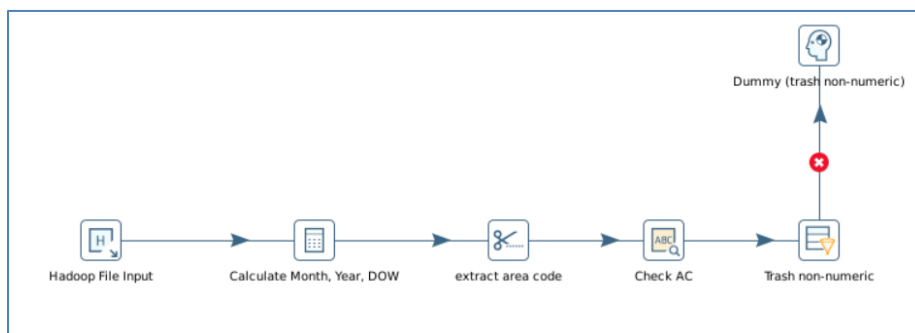 Dummy (trash non-numeric)
H
ABC
Hadoop File Input
Calculate Month, Year, DOW
extract area code
Check AC
Trash non-numeric